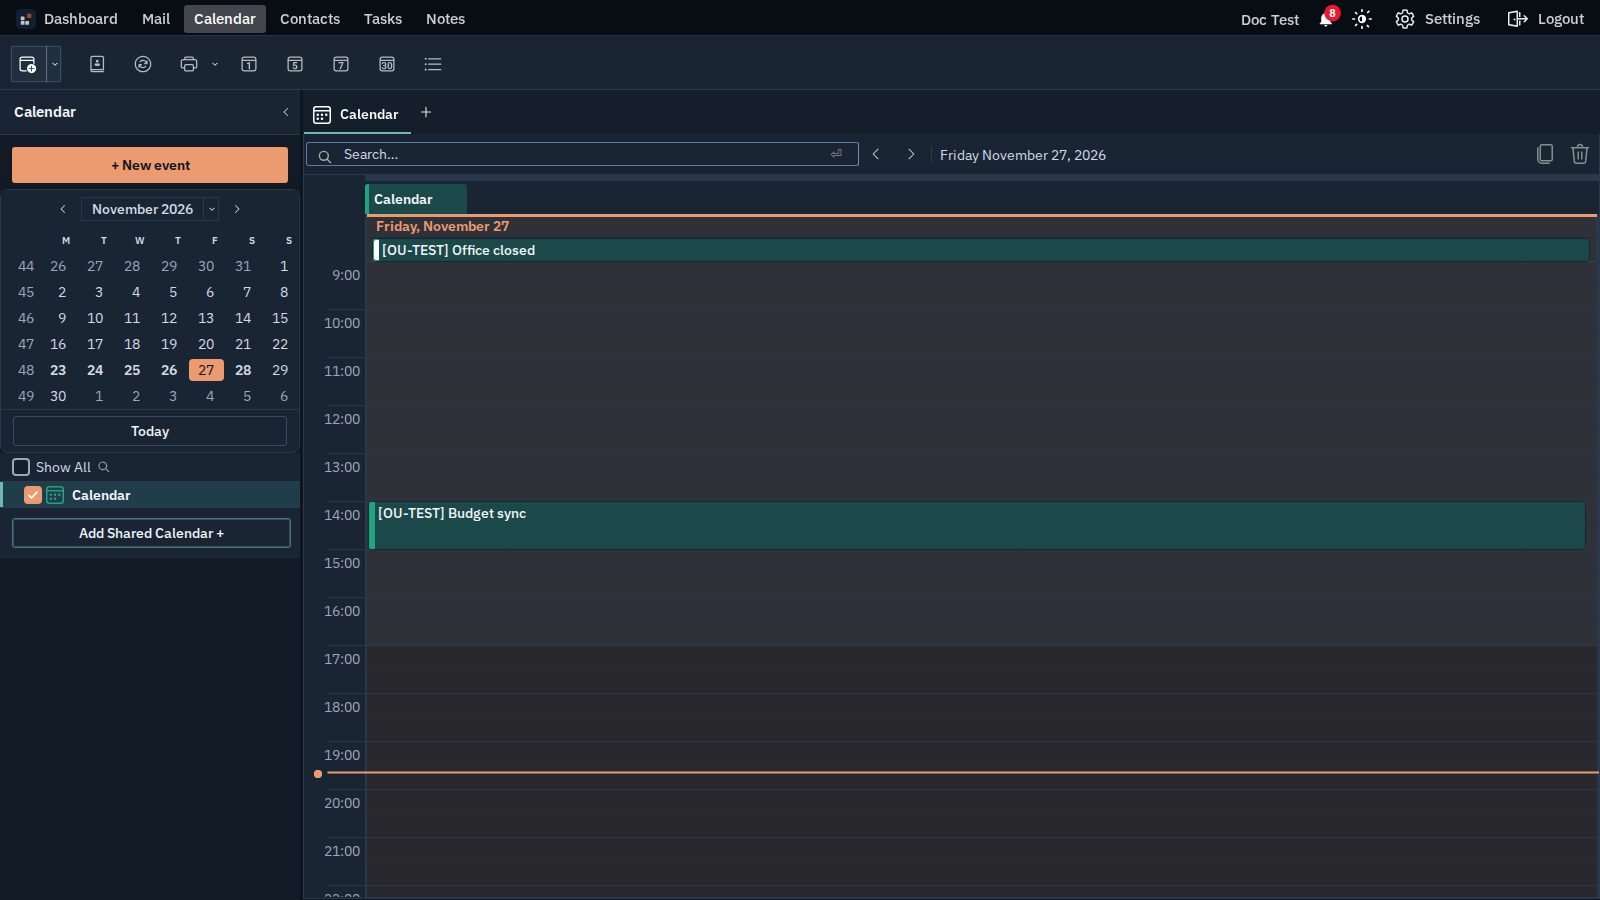 Dashboard Mail Calendar Contacts Tasks Notes Doc Test 8 Settings Logout
1 5 7 30
Calendar
+ New event
November 2026
M T W T F S S
44 26 27 28 29 30 31 1
45 2 3 4 5 6 7 8
46 9 10 11 12 13 14 15
47 16 17 18 19 20 21 22
48 23 24 25 26 27 28 29
49 30 1 2 3 4 5 6
Today
Show All
Calendar
Add Shared Calendar +
Calendar +
Search...
Friday November 27, 2026
Calendar
Friday, November 27
[OU-TEST] Office closed
9:00
10:00
11:00
12:00
13:00
14:00
[OU-TEST] Budget sync
15:00
16:00
17:00
18:00
19:00
20:00
21:00